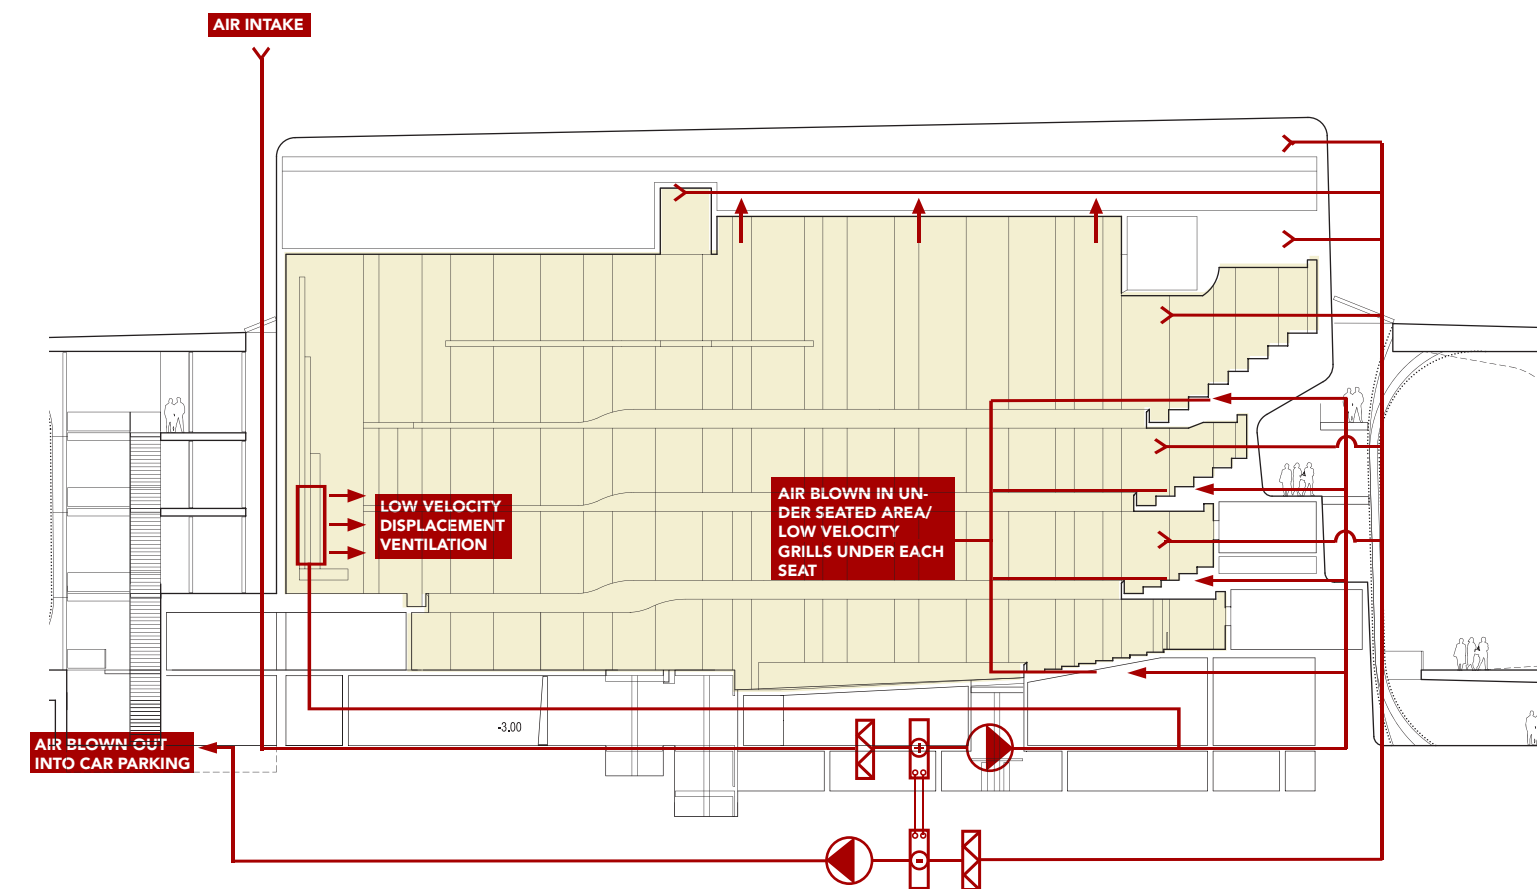 AIR INTAKE
LOW VELOCITY
DISPLACEMENT
VENTILATION
AIR BLOWN IN UN-
DER SEATED AREA/
LOW VELOCITY
GRILLS UNDER EACH
SEAT
-3.00
AIR BLOWN OUT
INTO CAR PARKING